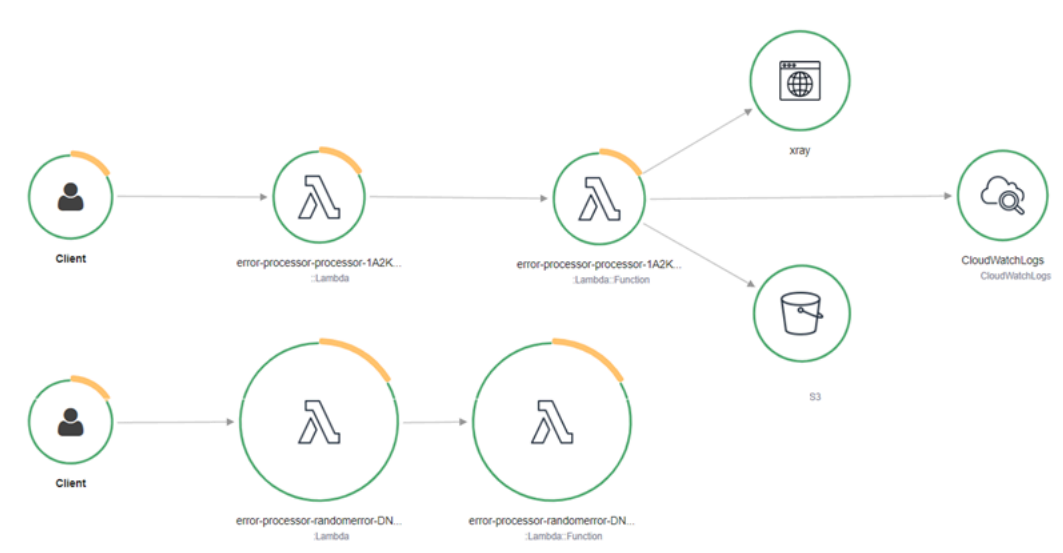 xray
Client
error-processor-processor-1A2K...
::Lambda
error-processor-processor-1A2K...
:Lambda::Function
CloudWatchLogs
CloudWatchLogs
S3
Client
error-processor-randomerror-DN...
:Lambda
error-processor-randomerror-DN...
:Lambda::Function